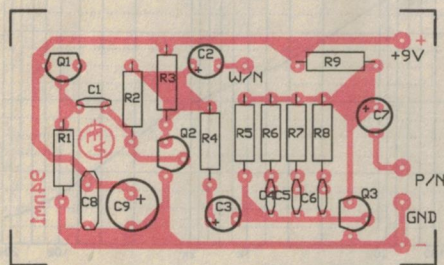 +
Q1
C2
+9V
R3
R9
W/N
C1
R2
C7
R1
Q2
R4
R5
R6
R7
R8
P/N
C8
C9
C3
C4
C5
C6
Q3
GND
-
94nm1